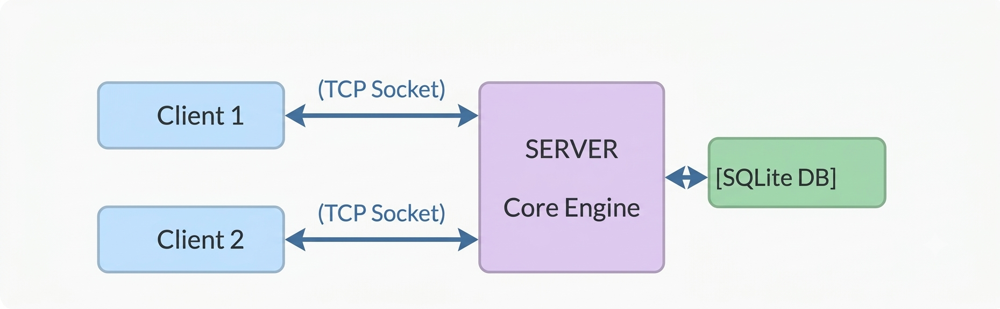 Client 1
(TCP Socket)
SERVER
Core Engine
[SQLite DB]
Client 2
(TCP Socket)